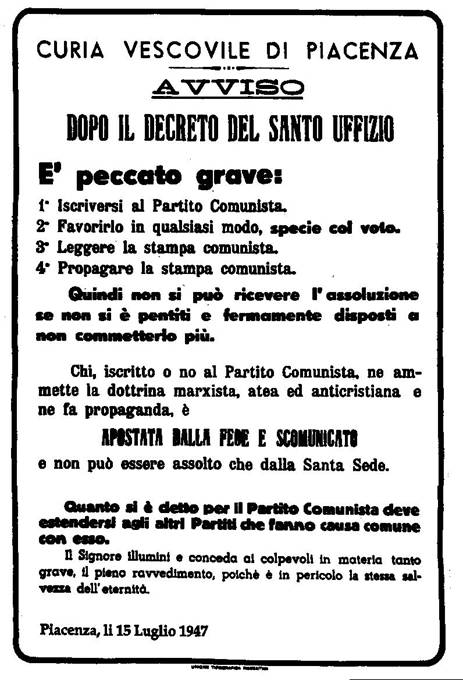 CURIA VESCOVILE DI PIACENZA
AVVISO
DOPO IL DECRETO DEL SANTO UFFIZIO
E' peccato grave:
1° Iscriversi al Partito Comunista.
2° Favorirlo in qualsiasi modo, specie col voto.
3° Leggere la stampa comunista.
4° Propagare la stampa comunista.
Quindi non si può ricevere l'assoluzione
se non si è pentiti e fermamente disposti a
non commetterlo più.
Chi, iscritto o no al Partito Comunista, ne am-
mette la dottrina marxista, atea ed anticristiana e
ne fa propaganda, è
APOSTATA DALLA FEDE E SCOMUNICATO
e non può essere assolto che dalla Santa Sede.
Quanto si è detto per il Partito Comunista deve
estendersi agli altri Partiti che fanno causa comune
con esso.
Il Signore illumini e conceda ai colpevoli in materia tanto
grave, il pieno ravvedimento, poichè è in pericolo la stessa sal-
vezza dell'eternità.
Piacenza, li 15 Luglio 1947